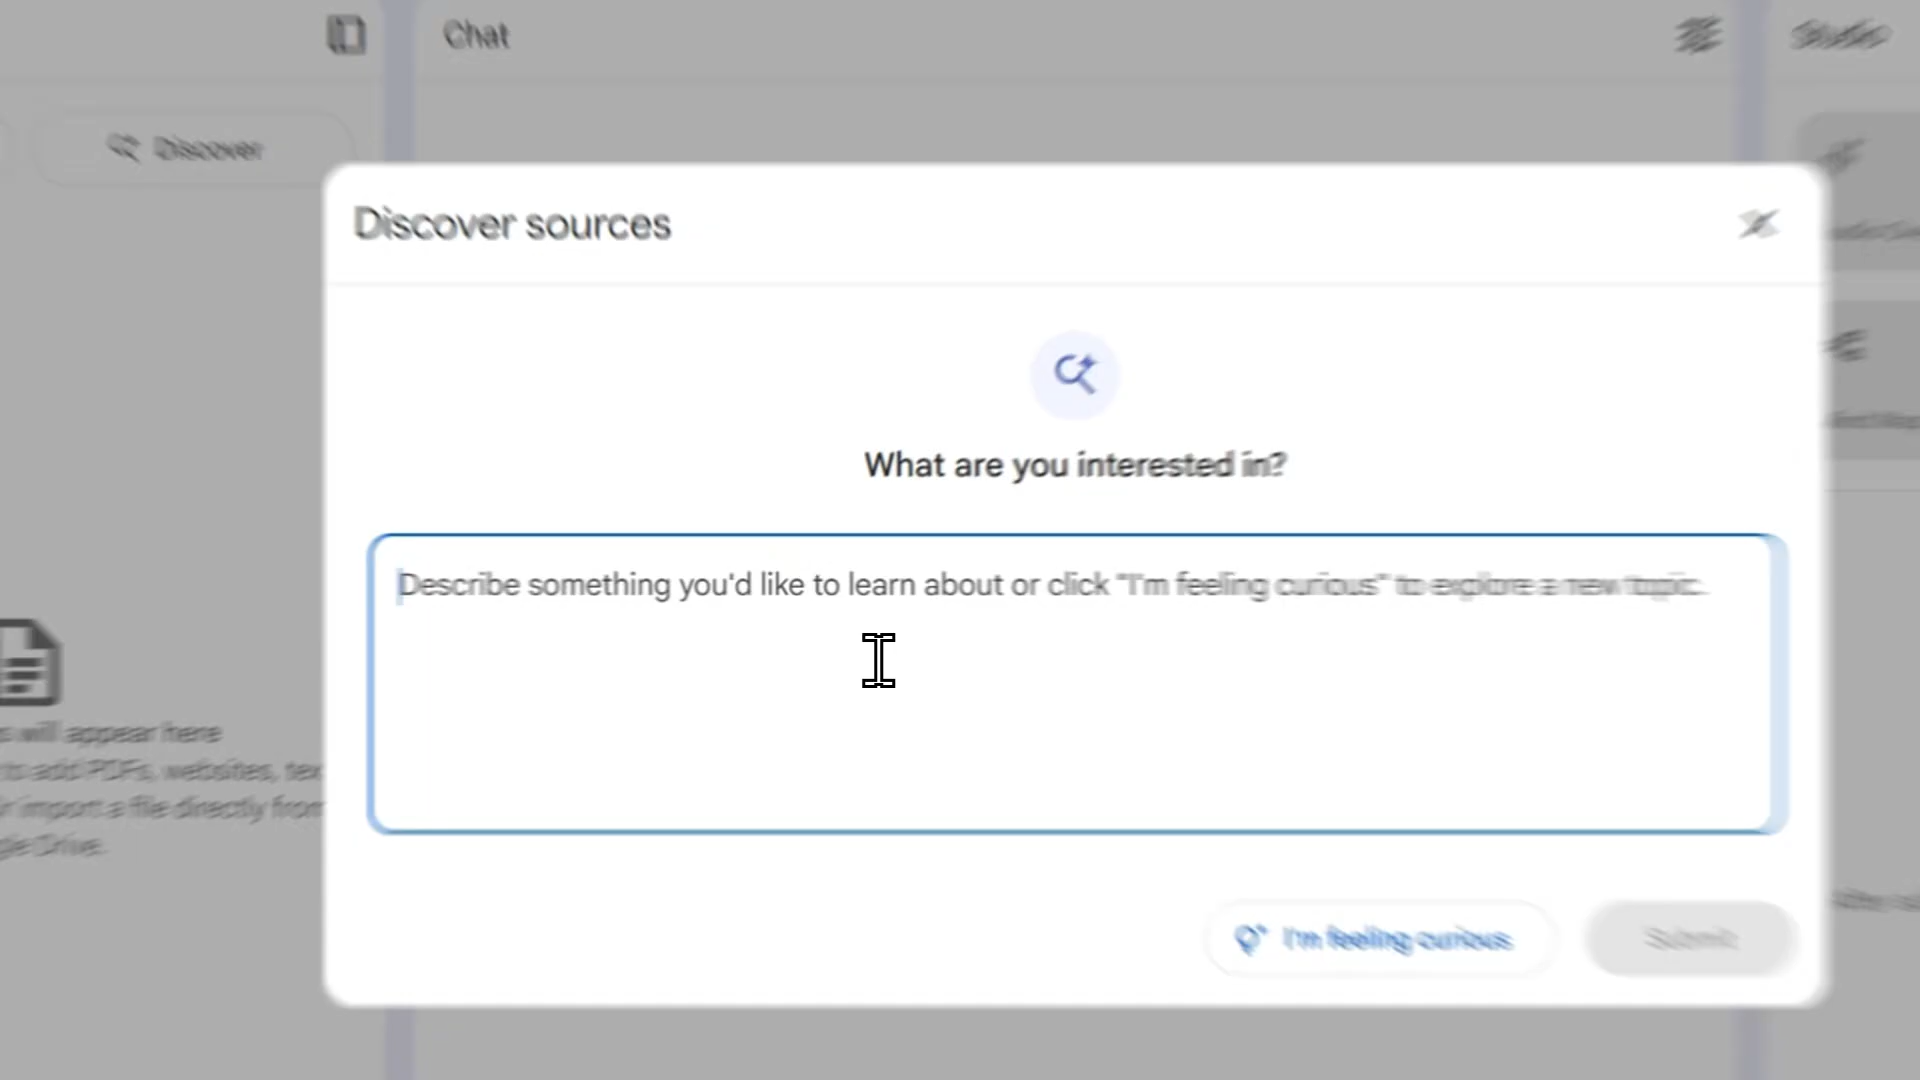 Chat
Discover
Discover sources
What are you interested in?
Describe something you'd like to learn about or click "I'm feeling curious" to explore a new topic.
will appear here
to add PDFs, websites, tex
import a file directly from
Drive.
I'm feeling curious
Submit